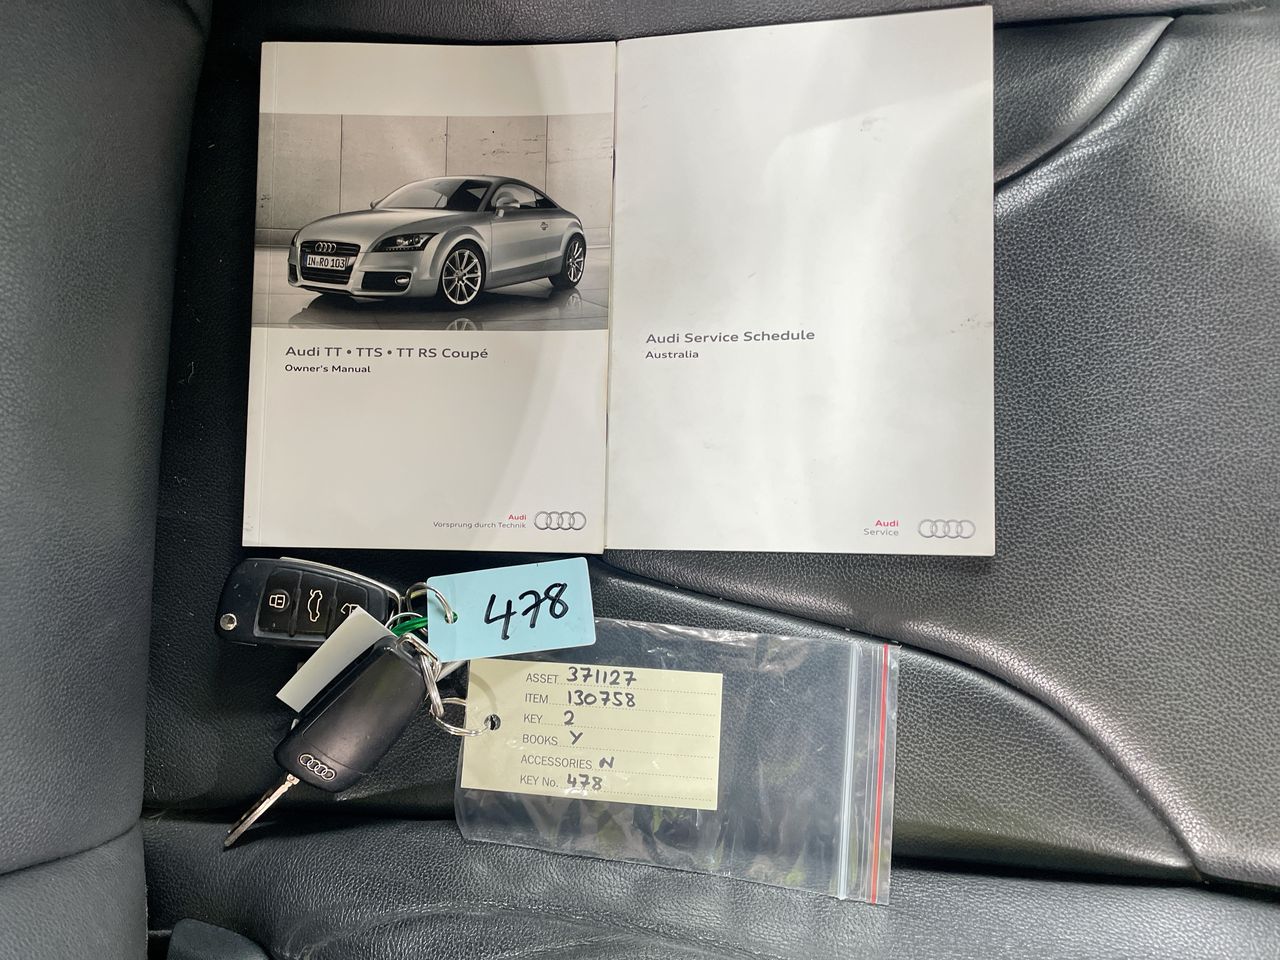 IN·RO 103
Audi TT • TTS • TT RS Coupé
Owner's Manual
Audi
Vorsprung durch Technik
Audi Service Schedule
Australia
Audi
Service
478
ASSET 371127
ITEM 130758
KEY 2
BOOKS Y
ACCESSORIES N
KEY No. 478